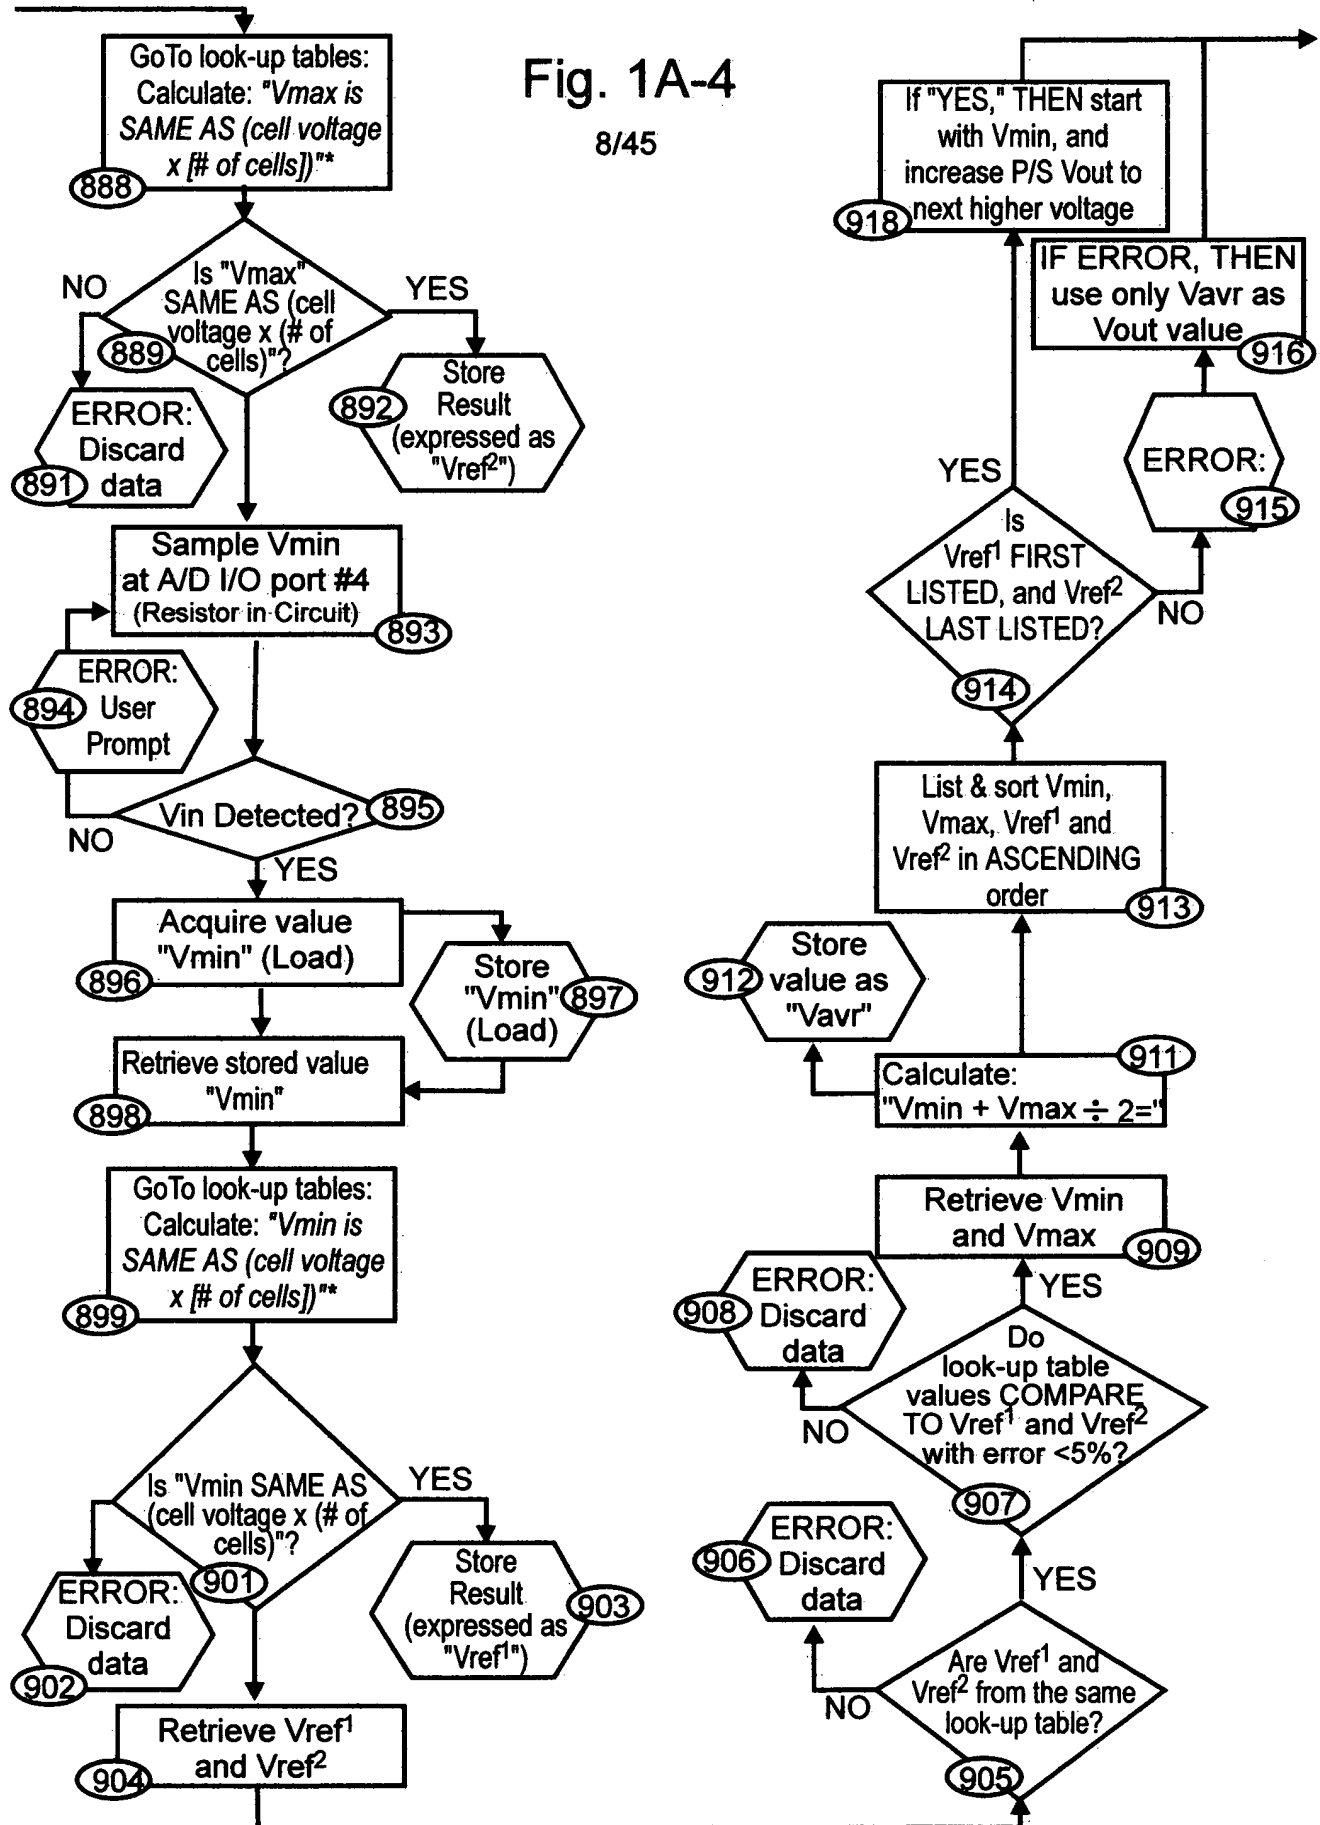 Fig. 1A-4
8/45
GoTo look-up tables:
Calculate: "Vmax is
SAME AS (cell voltage
x [# of cells])"*
888
Is "Vmax"
SAME AS (cell
voltage x (# of
cells)"?
889
NO
YES
ERROR:
Discard
data
891
Store
Result
(expressed as
"Vref²")
892
Sample Vmin
at A/D I/O port #4
(Resistor in Circuit)
893
ERROR:
User
Prompt
894
Vin Detected?
895
NO
YES
Acquire value
"Vmin" (Load)
896
Store
"Vmin"
(Load)
897
Retrieve stored value
"Vmin"
898
GoTo look-up tables:
Calculate: "Vmin is
SAME AS (cell voltage
x [# of cells])"*
899
Is "Vmin SAME AS
(cell voltage x (# of
cells)"?
901
YES
ERROR:
Discard
data
902
Store
Result
(expressed as
"Vref¹")
903
Retrieve Vref¹
and Vref²
904
Are Vref¹ and
Vref² from the same
look-up table?
905
NO
YES
ERROR:
Discard
data
906
Do
look-up table
values COMPARE
TO Vref¹ and Vref²
with error <5%?
907
NO
YES
ERROR:
Discard
data
908
Retrieve Vmin
and Vmax
909
Calculate:
"Vmin + Vmax ÷ 2="
911
Store
value as
"Vavr"
912
List & sort Vmin,
Vmax, Vref¹ and
Vref² in ASCENDING
order
913
Is
Vref¹ FIRST
LISTED, and Vref²
LAST LISTED?
914
YES
NO
ERROR:
915
IF ERROR, THEN
use only Vavr as
Vout value
916
If "YES," THEN start
with Vmin, and
increase P/S Vout to
next higher voltage
918